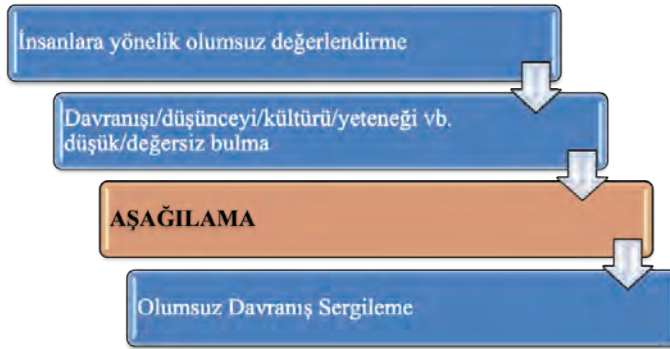 İnsanlara yönelik olumsuz değerlendirme
Davranışı/düşünceyi/kültürü/yeteneği vb.
düşük/değersiz bulma
AŞAĞILAMA
Olumsuz Davranış Sergileme